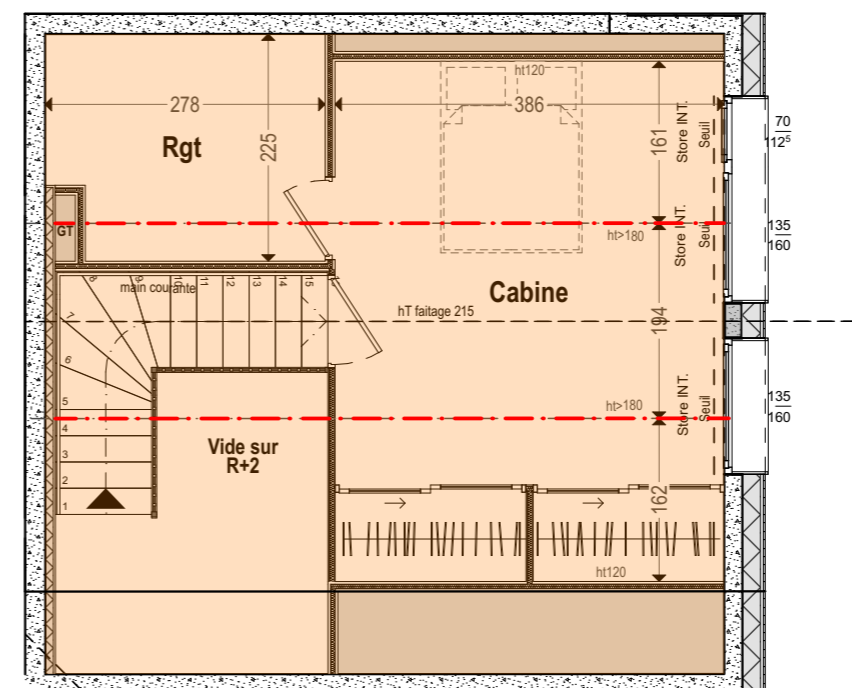 ht120
278
386
70
112⁵
Rgt
225
161
Store INT.
Seuil
GT
135
160
ht>180
Store INT.
Seuil
8
9
10
11
12
13
14
15
main courante
Cabine
hT faitage 215
194
7
6
5
4
3
2
1
135
160
ht>180
Store INT.
Seuil
Vide sur
R+2
162
ht120